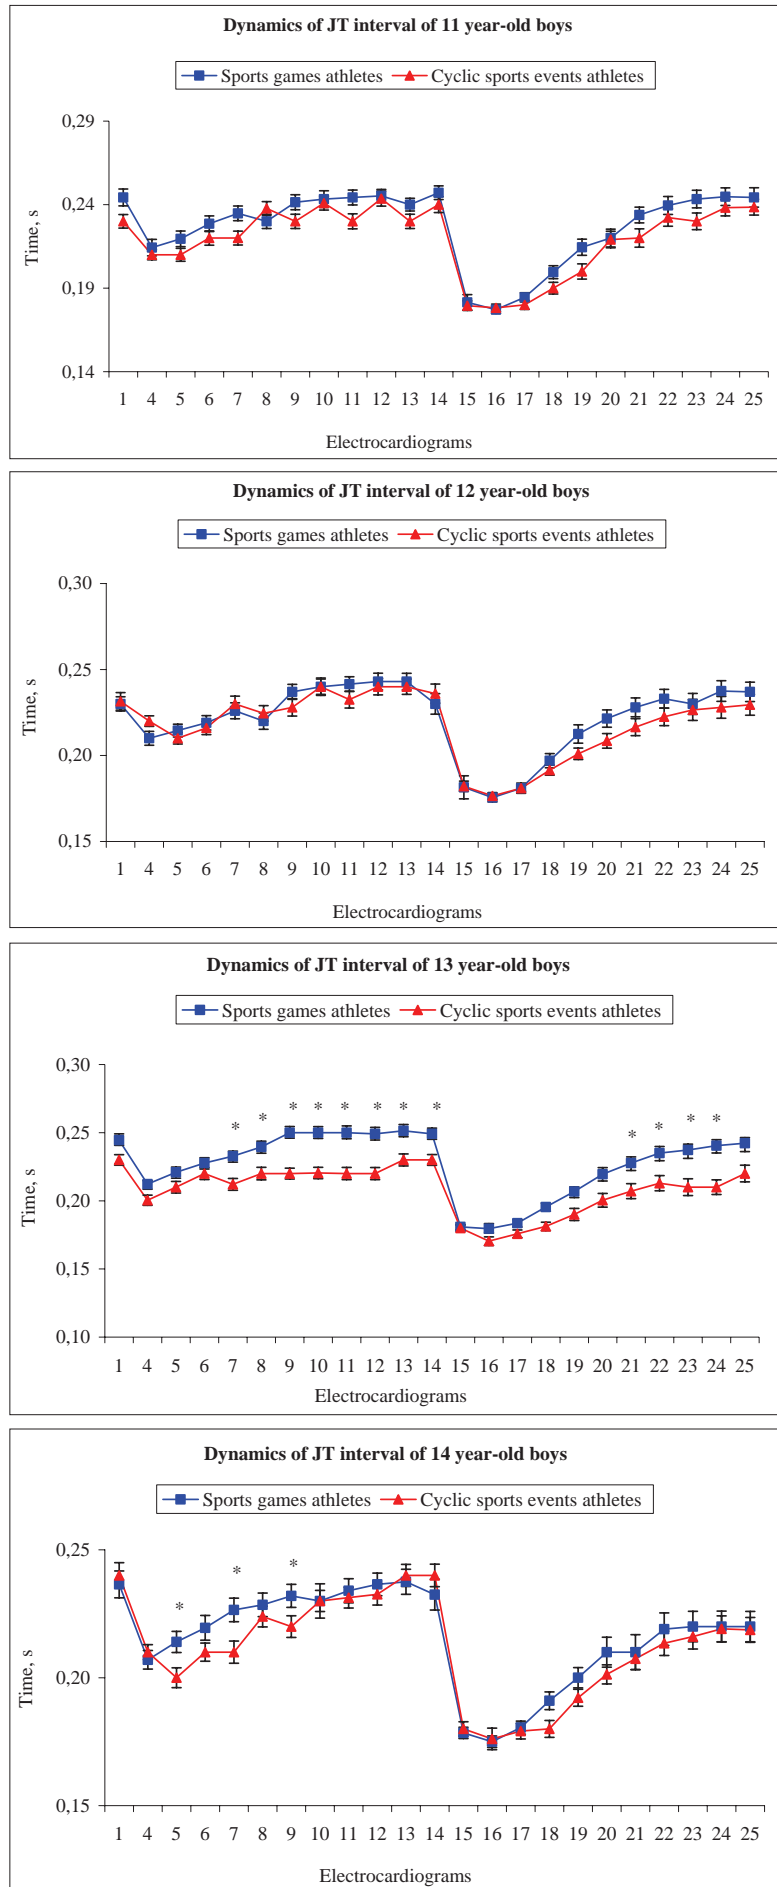 Dynamics of JT interval of 11 year-old boys
Sports games athletes Cyclic sports events athletes
0,29
0,24
0,19
0,14
Time, s
1 4 5 6 7 8 9 10 11 12 13 14 15 16 17 18 19 20 21 22 23 24 25
Electrocardiograms
Dynamics of JT interval of 12 year-old boys
Sports games athletes Cyclic sports events athletes
0,30
0,25
0,20
0,15
Time, s
1 4 5 6 7 8 9 10 11 12 13 14 15 16 17 18 19 20 21 22 23 24 25
Electrocardiograms
Dynamics of JT interval of 13 year-old boys
Sports games athletes Cyclic sports events athletes
0,30
* * * * * * * * * * * *
0,25
0,20
0,15
0,10
Time, s
1 4 5 6 7 8 9 10 11 12 13 14 15 16 17 18 19 20 21 22 23 24 25
Electrocardiograms
Dynamics of JT interval of 14 year-old boys
Sports games athletes Cyclic sports events athletes
0,25
* * *
0,20
0,15
Time, s
1 4 5 6 7 8 9 10 11 12 13 14 15 16 17 18 19 20 21 22 23 24 25
Electrocardiograms